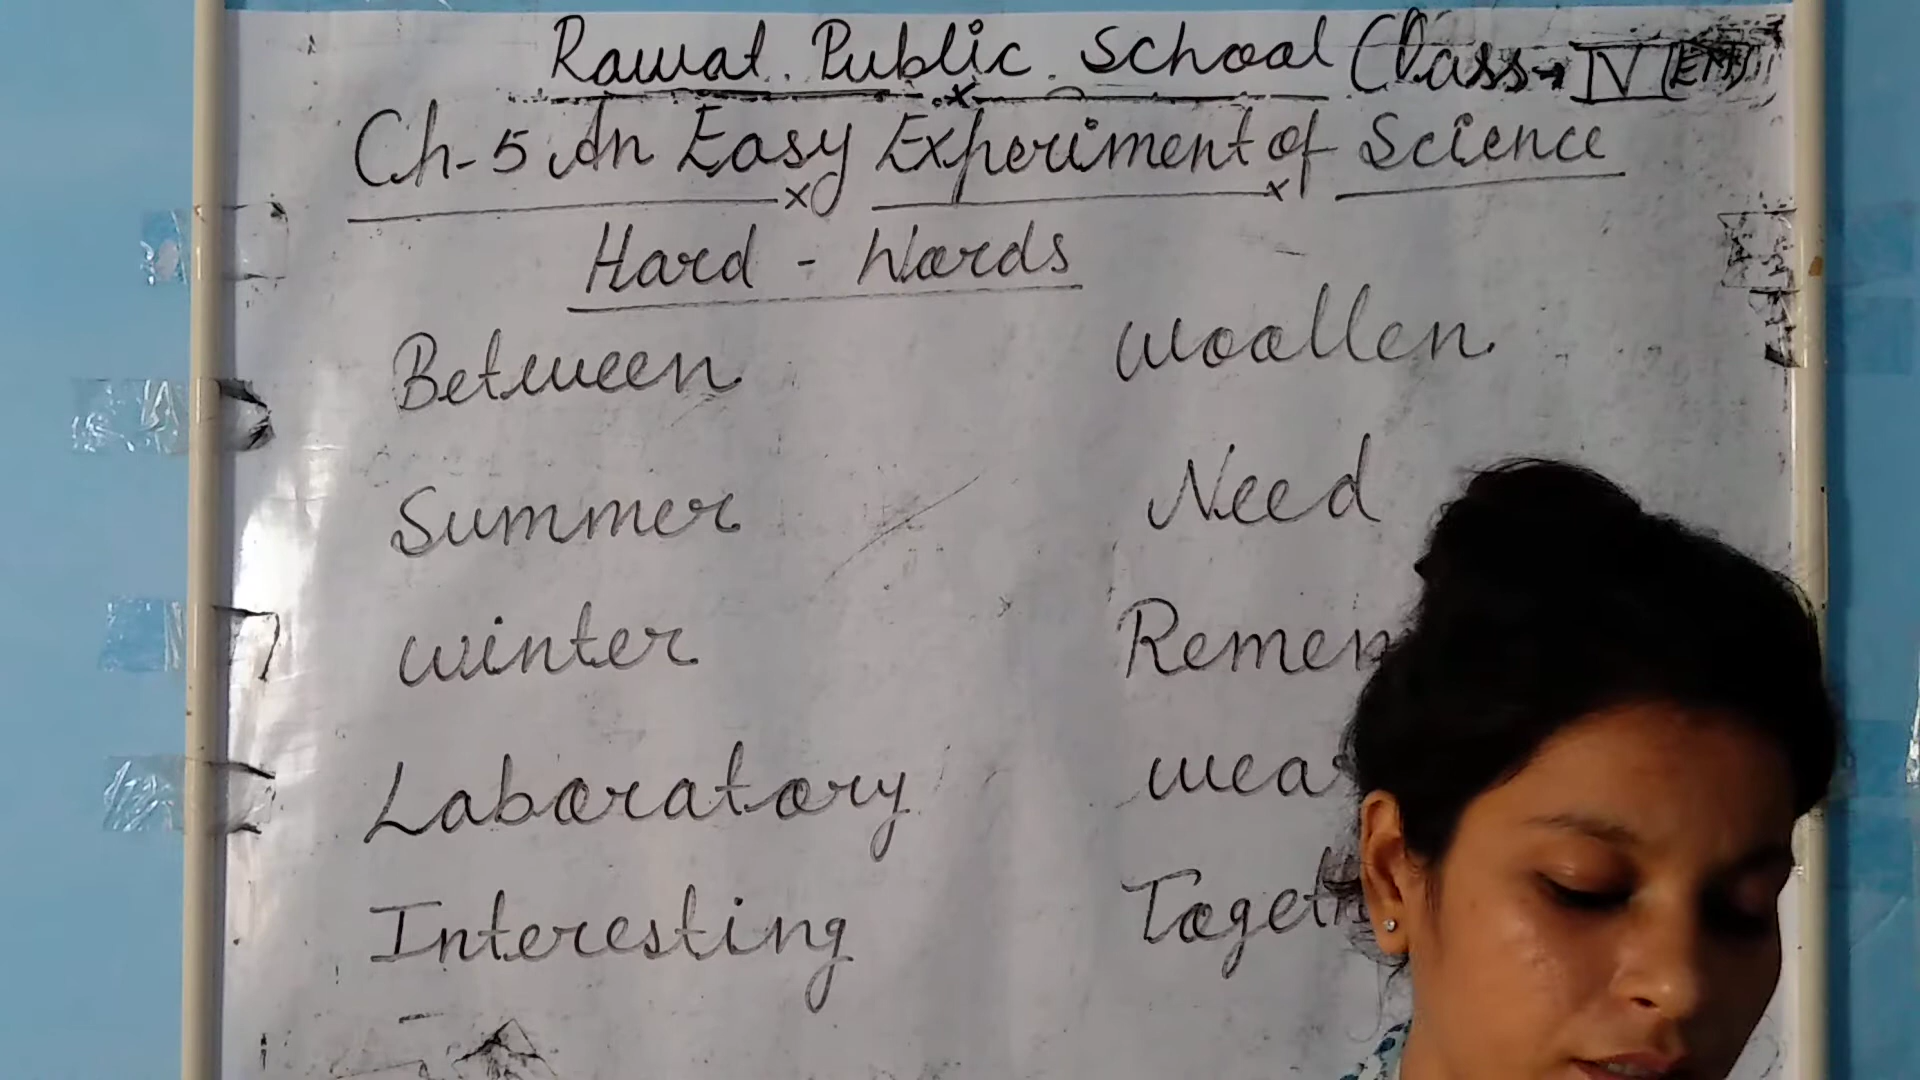 Rawat Public School Class → IV (EM)
Ch-5 An Easy Experiment of Science
Hard - Words
Between
Woollen
Summer
Need
Winter
Laboratory
Interesting